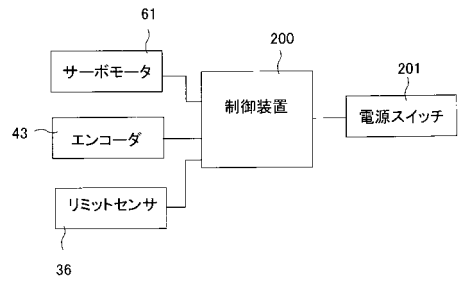 61
サーボモータ
200
制御装置
201
電源スイッチ
43
エンコーダ
リミットセンサ
36